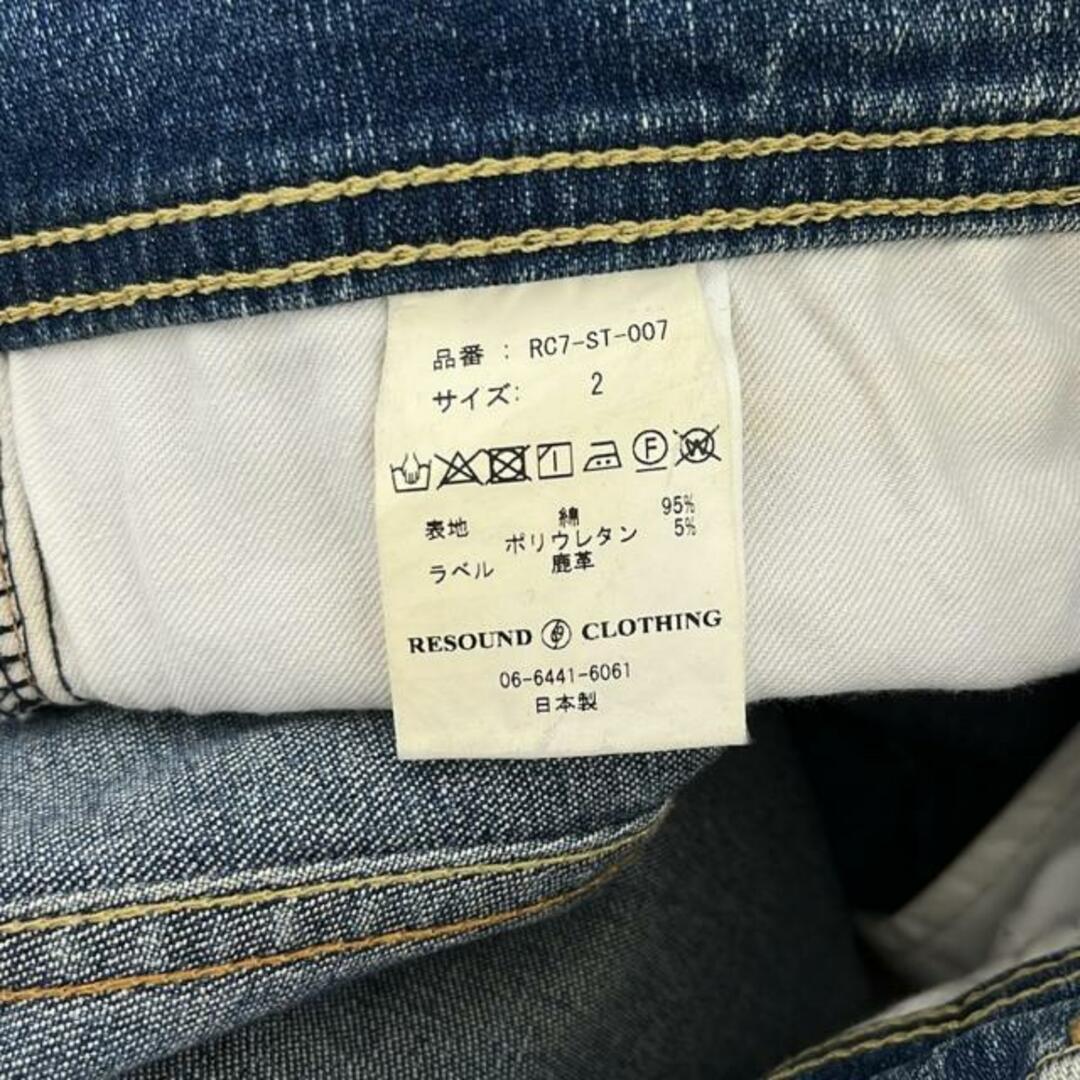 品番 : RC7-ST-007
サイズ: 2
F W
表地 綿 95%
ポリウレタン 5%
ラベル 鹿革
RESOUND CLOTHING
06-6441-6061
日本製